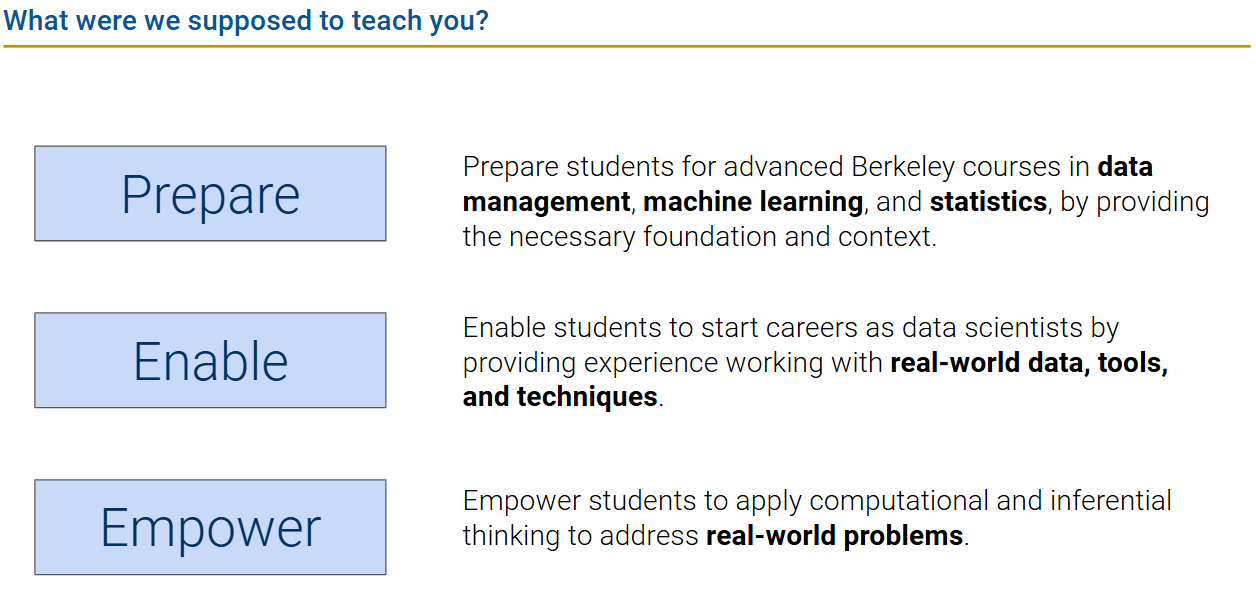 What were we supposed to teach you?
Prepare
Prepare students for advanced Berkeley courses in data
management, machine learning, and statistics, by providing
the necessary foundation and context.
Enable
Enable students to start careers as data scientists by
providing experience working with real-world data, tools,
and techniques.
Empower
Empower students to apply computational and inferential
thinking to address real-world problems.